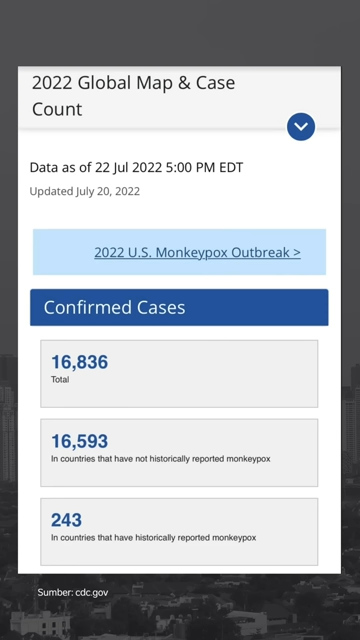 2022 Global Map & Case
Count
Data as of 22 Jul 2022 5:00 PM EDT
Updated July 20, 2022
2022 U.S. Monkeypox Outbreak >
Confirmed Cases
16,836
Total
16,593
In countries that have not historically reported monkeypox
243
In countries that have historically reported monkeypox
Sumber: cdc.gov